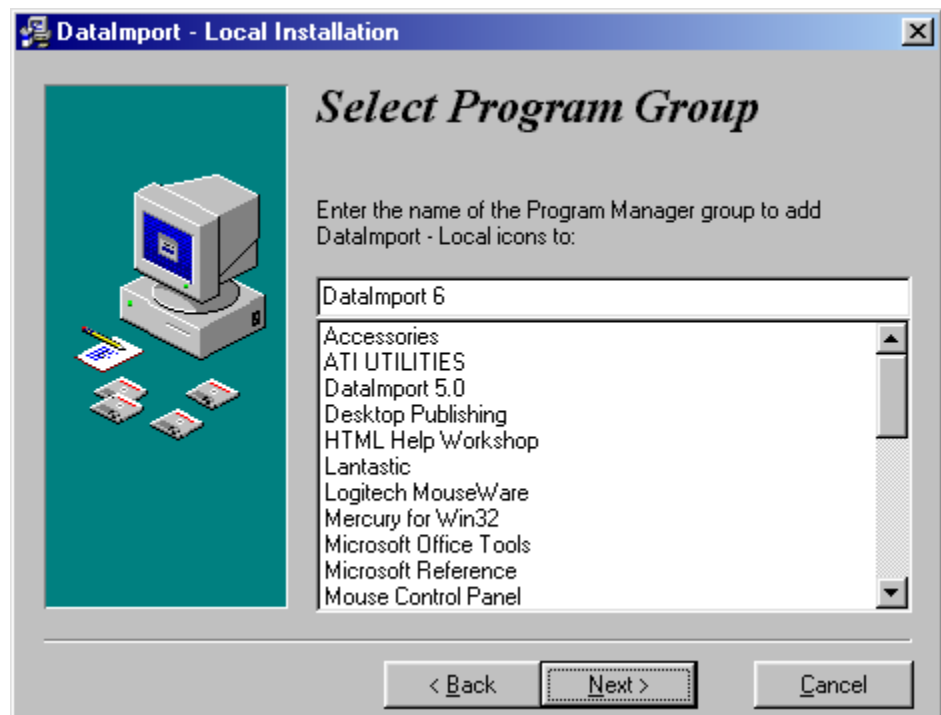 DataImport - Local Installation
Select Program Group
Enter the name of the Program Manager group to add
DataImport - Local icons to:
DataImport 6
Accessories
ATI UTILITIES
DataImport 5.0
Desktop Publishing
HTML Help Workshop
Lantastic
Logitech MouseWare
Mercury for Win32
Microsoft Office Tools
Microsoft Reference
Mouse Control Panel
< Back Next > Cancel